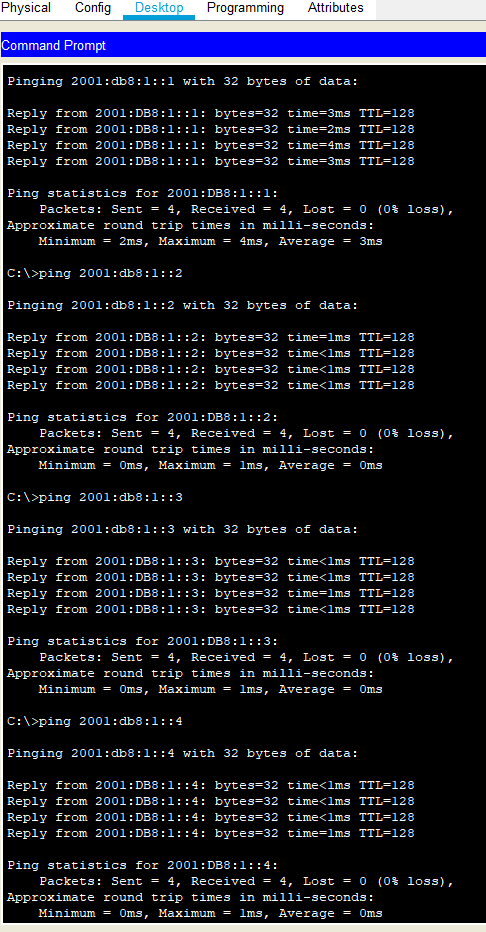 Physical Config Desktop Programming Attributes
Command Prompt
Pinging 2001:db8:1::1 with 32 bytes of data:
Reply from 2001:DB8:1::1: bytes=32 time=3ms TTL=128
Reply from 2001:DB8:1::1: bytes=32 time=2ms TTL=128
Reply from 2001:DB8:1::1: bytes=32 time=4ms TTL=128
Reply from 2001:DB8:1::1: bytes=32 time=3ms TTL=128
Ping statistics for 2001:DB8:1::1:
Packets: Sent = 4, Received = 4, Lost = 0 (0% loss),
Approximate round trip times in milli-seconds:
Minimum = 2ms, Maximum = 4ms, Average = 3ms
C:\>ping 2001:db8:1::2
Pinging 2001:db8:1::2 with 32 bytes of data:
Reply from 2001:DB8:1::2: bytes=32 time=1ms TTL=128
Reply from 2001:DB8:1::2: bytes=32 time<1ms TTL=128
Reply from 2001:DB8:1::2: bytes=32 time<1ms TTL=128
Reply from 2001:DB8:1::2: bytes=32 time<1ms TTL=128
Ping statistics for 2001:DB8:1::2:
Packets: Sent = 4, Received = 4, Lost = 0 (0% loss),
Approximate round trip times in milli-seconds:
Minimum = 0ms, Maximum = 1ms, Average = 0ms
C:\>ping 2001:db8:1::3
Pinging 2001:db8:1::3 with 32 bytes of data:
Reply from 2001:DB8:1::3: bytes=32 time<1ms TTL=128
Reply from 2001:DB8:1::3: bytes=32 time<1ms TTL=128
Reply from 2001:DB8:1::3: bytes=32 time=1ms TTL=128
Reply from 2001:DB8:1::3: bytes=32 time<1ms TTL=128
Ping statistics for 2001:DB8:1::3:
Packets: Sent = 4, Received = 4, Lost = 0 (0% loss),
Approximate round trip times in milli-seconds:
Minimum = 0ms, Maximum = 1ms, Average = 0ms
C:\>ping 2001:db8:1::4
Pinging 2001:db8:1::4 with 32 bytes of data:
Reply from 2001:DB8:1::4: bytes=32 time<1ms TTL=128
Reply from 2001:DB8:1::4: bytes=32 time<1ms TTL=128
Reply from 2001:DB8:1::4: bytes=32 time<1ms TTL=128
Reply from 2001:DB8:1::4: bytes=32 time=1ms TTL=128
Ping statistics for 2001:DB8:1::4:
Packets: Sent = 4, Received = 4, Lost = 0 (0% loss),
Approximate round trip times in milli-seconds:
Minimum = 0ms, Maximum = 1ms, Average = 0ms